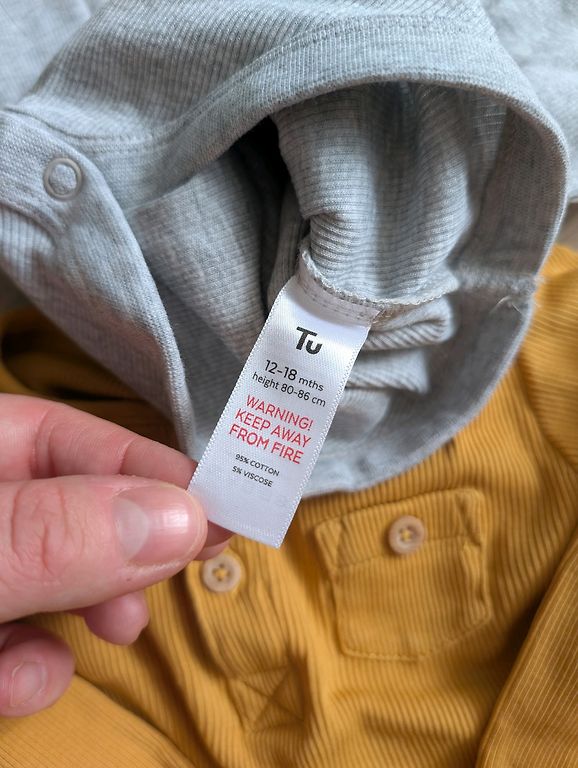 Tu
12-18 mths
height 80-86 cm
WARNING!
KEEP AWAY
FROM FIRE
95% COTTON
5% VISCOSE